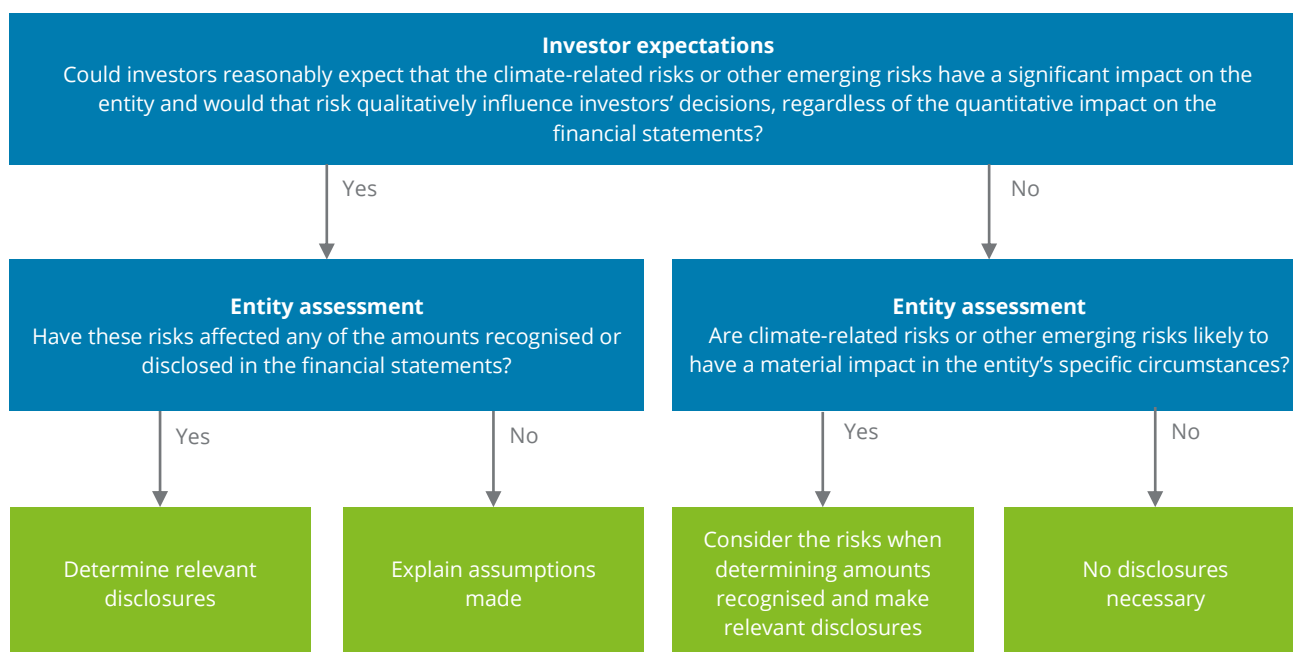 Investor expectations
Could investors reasonably expect that the climate-related risks or other emerging risks have a significant impact on the
entity and would that risk qualitatively influence investors’ decisions, regardless of the quantitative impact on the
financial statements?
Yes
No
Entity assessment
Have these risks affected any of the amounts recognised or
disclosed in the financial statements?
Entity assessment
Are climate-related risks or other emerging risks likely to
have a material impact in the entity’s specific circumstances?
Yes
No
Yes
No
Determine relevant
disclosures
Explain assumptions
made
Consider the risks when
determining amounts
recognised and make
relevant disclosures
No disclosures
necessary